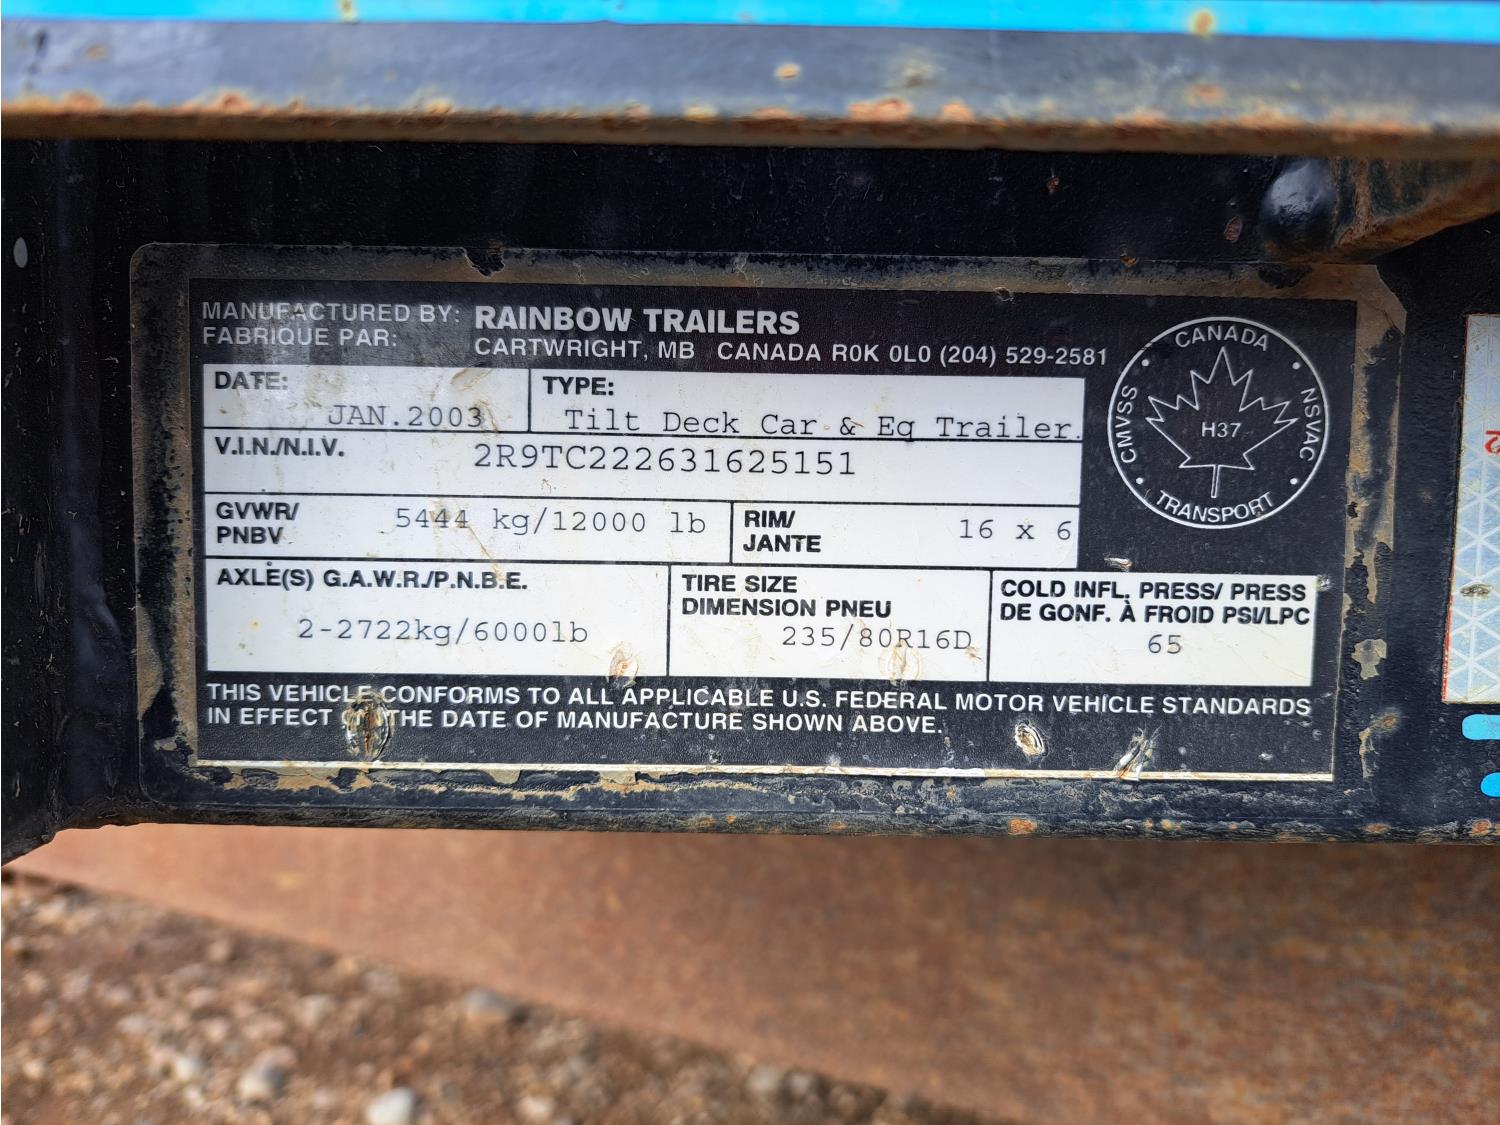 MANUFACTURED BY: RAINBOW TRAILERS
FABRIQUE PAR: CARTWRIGHT, MB CANADA R0K 0L0 (204) 529-2581
DATE: TYPE:
JAN.2003 Tilt Deck Car & Eq Trailer.
V.I.N./N.I.V. 2R9TC222631625151
GVWR/ 5444 kg/12000 lb RIM/ 16 x 6
PNBV JANTE
AXLE(S) G.A.W.R./P.N.B.E. TIRE SIZE COLD INFL. PRESS/ PRESS
DIMENSION PNEU DE GONF. À FROID PSI/LPC
2-2722kg/6000lb 235/80R16D 65
THIS VEHICLE CONFORMS TO ALL APPLICABLE U.S. FEDERAL MOTOR VEHICLE STANDARDS
IN EFFECT THE DATE OF MANUFACTURE SHOWN ABOVE.
CANADA
CMVSS
H37
NSVAC
TRANSPORT